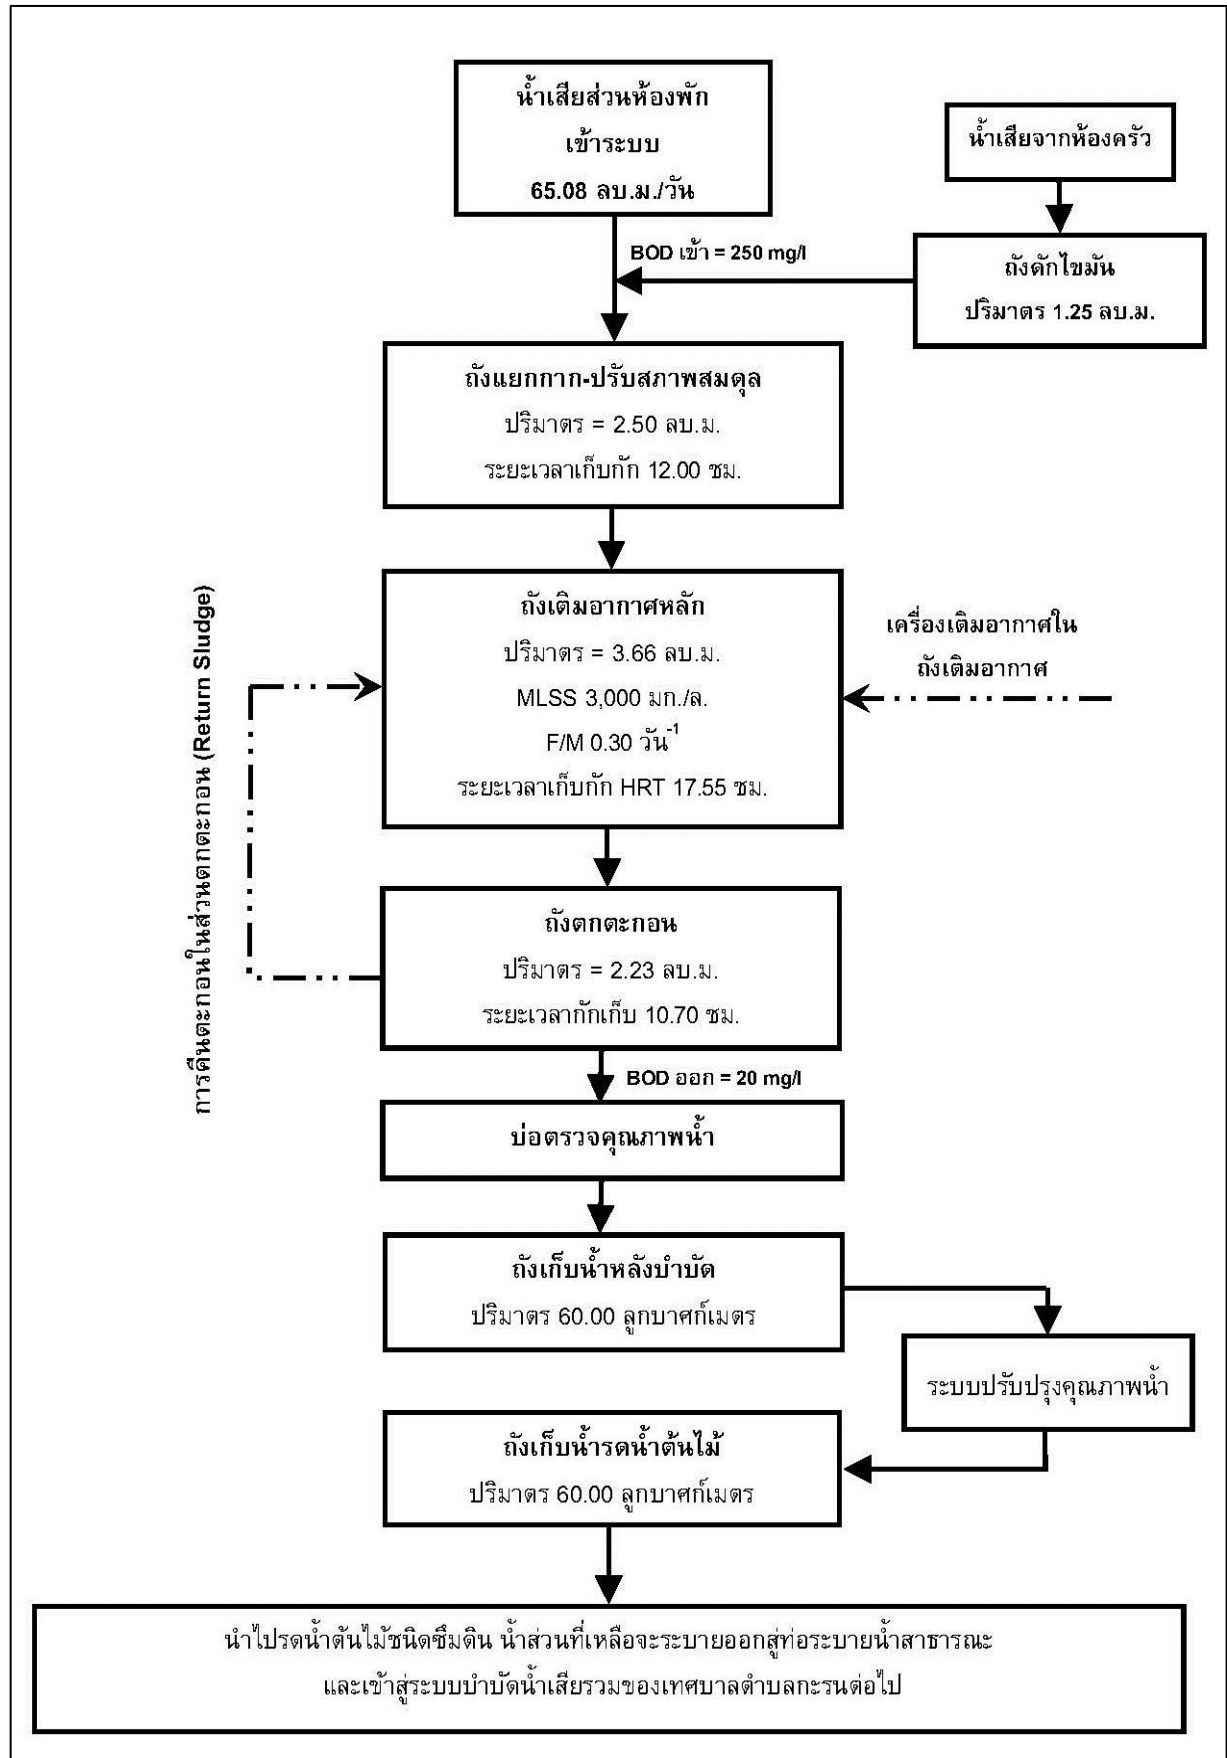 น้ำเสียส่วนห้องพัก
เข้าระบบ
65.08 ลบ.ม./วัน
น้ำเสียจากห้องครัว
BOD เข้า = 250 mg/l
ถังดักไขมัน
ปริมาตร 1.25 ลบ.ม.
ถังแยกกาก-ปรับสภาพสมดุล
ปริมาตร = 2.50 ลบ.ม.
ระยะเวลาเก็บกัก 12.00 ชม.
ถังเติมอากาศหลัก
ปริมาตร = 3.66 ลบ.ม.
MLSS 3,000 มก./ล.
F/M 0.30 วัน⁻¹
ระยะเวลาเก็บกัก HRT 17.55 ชม.
เครื่องเติมอากาศใน
ถังเติมอากาศ
การคืนตะกอนในส่วนตกตะกอน (Return Sludge)
ถังตกตะกอน
ปริมาตร = 2.23 ลบ.ม.
ระยะเวลากักเก็บ 10.70 ชม.
BOD ออก = 20 mg/l
บ่อตรวจคุณภาพน้ำ
ถังเก็บน้ำหลังบำบัด
ปริมาตร 60.00 ลูกบาศก์เมตร
ระบบปรับปรุงคุณภาพน้ำ
ถังเก็บน้ำรดน้ำต้นไม้
ปริมาตร 60.00 ลูกบาศก์เมตร
นำไปรดน้ำต้นไม้ชนิดซึมดิน น้ำส่วนที่เหลือจะระบายออกสู่ท่อระบายน้ำสาธารณะ
และเข้าสู่ระบบบำบัดน้ำเสียรวมของเทศบาลตำบลกะรนต่อไป